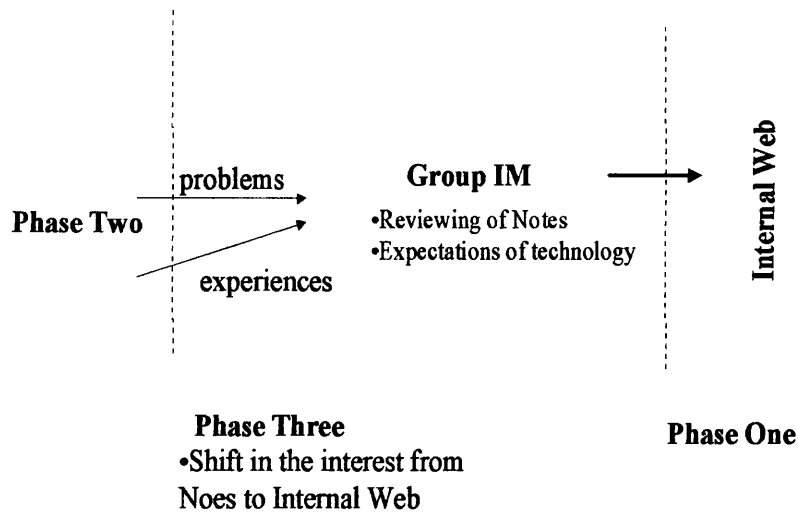 problems
Phase Two
experiences
Group IM
•Reviewing of Notes
•Expectations of technology
Internal Web
Phase Three
•Shift in the interest from
Noes to Internal Web
Phase One